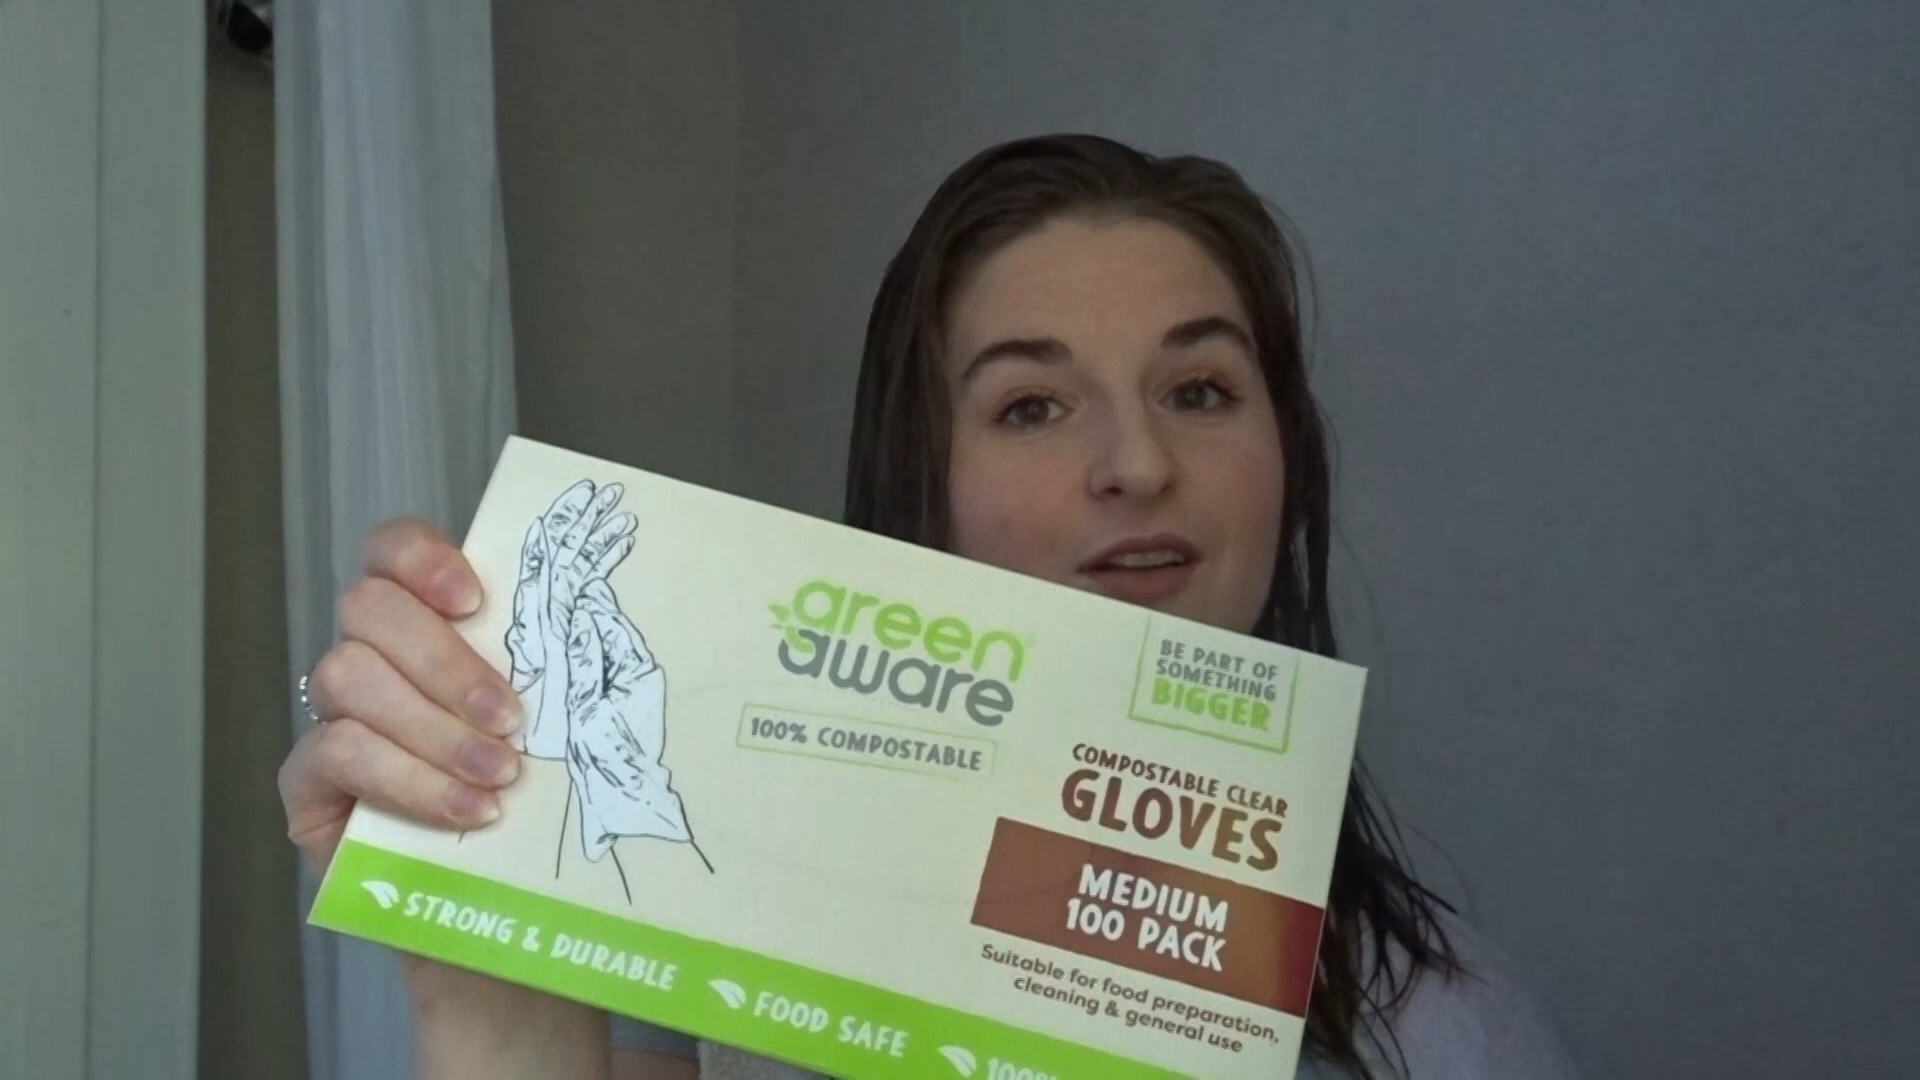 green
aware
100% COMPOSTABLE
BE PART OF
SOMETHING
BIGGER
COMPOSTABLE CLEAR
GLOVES
MEDIUM
100 PACK
Suitable for food preparation,
cleaning & general use
STRONG & DURABLE FOOD SAFE 100%